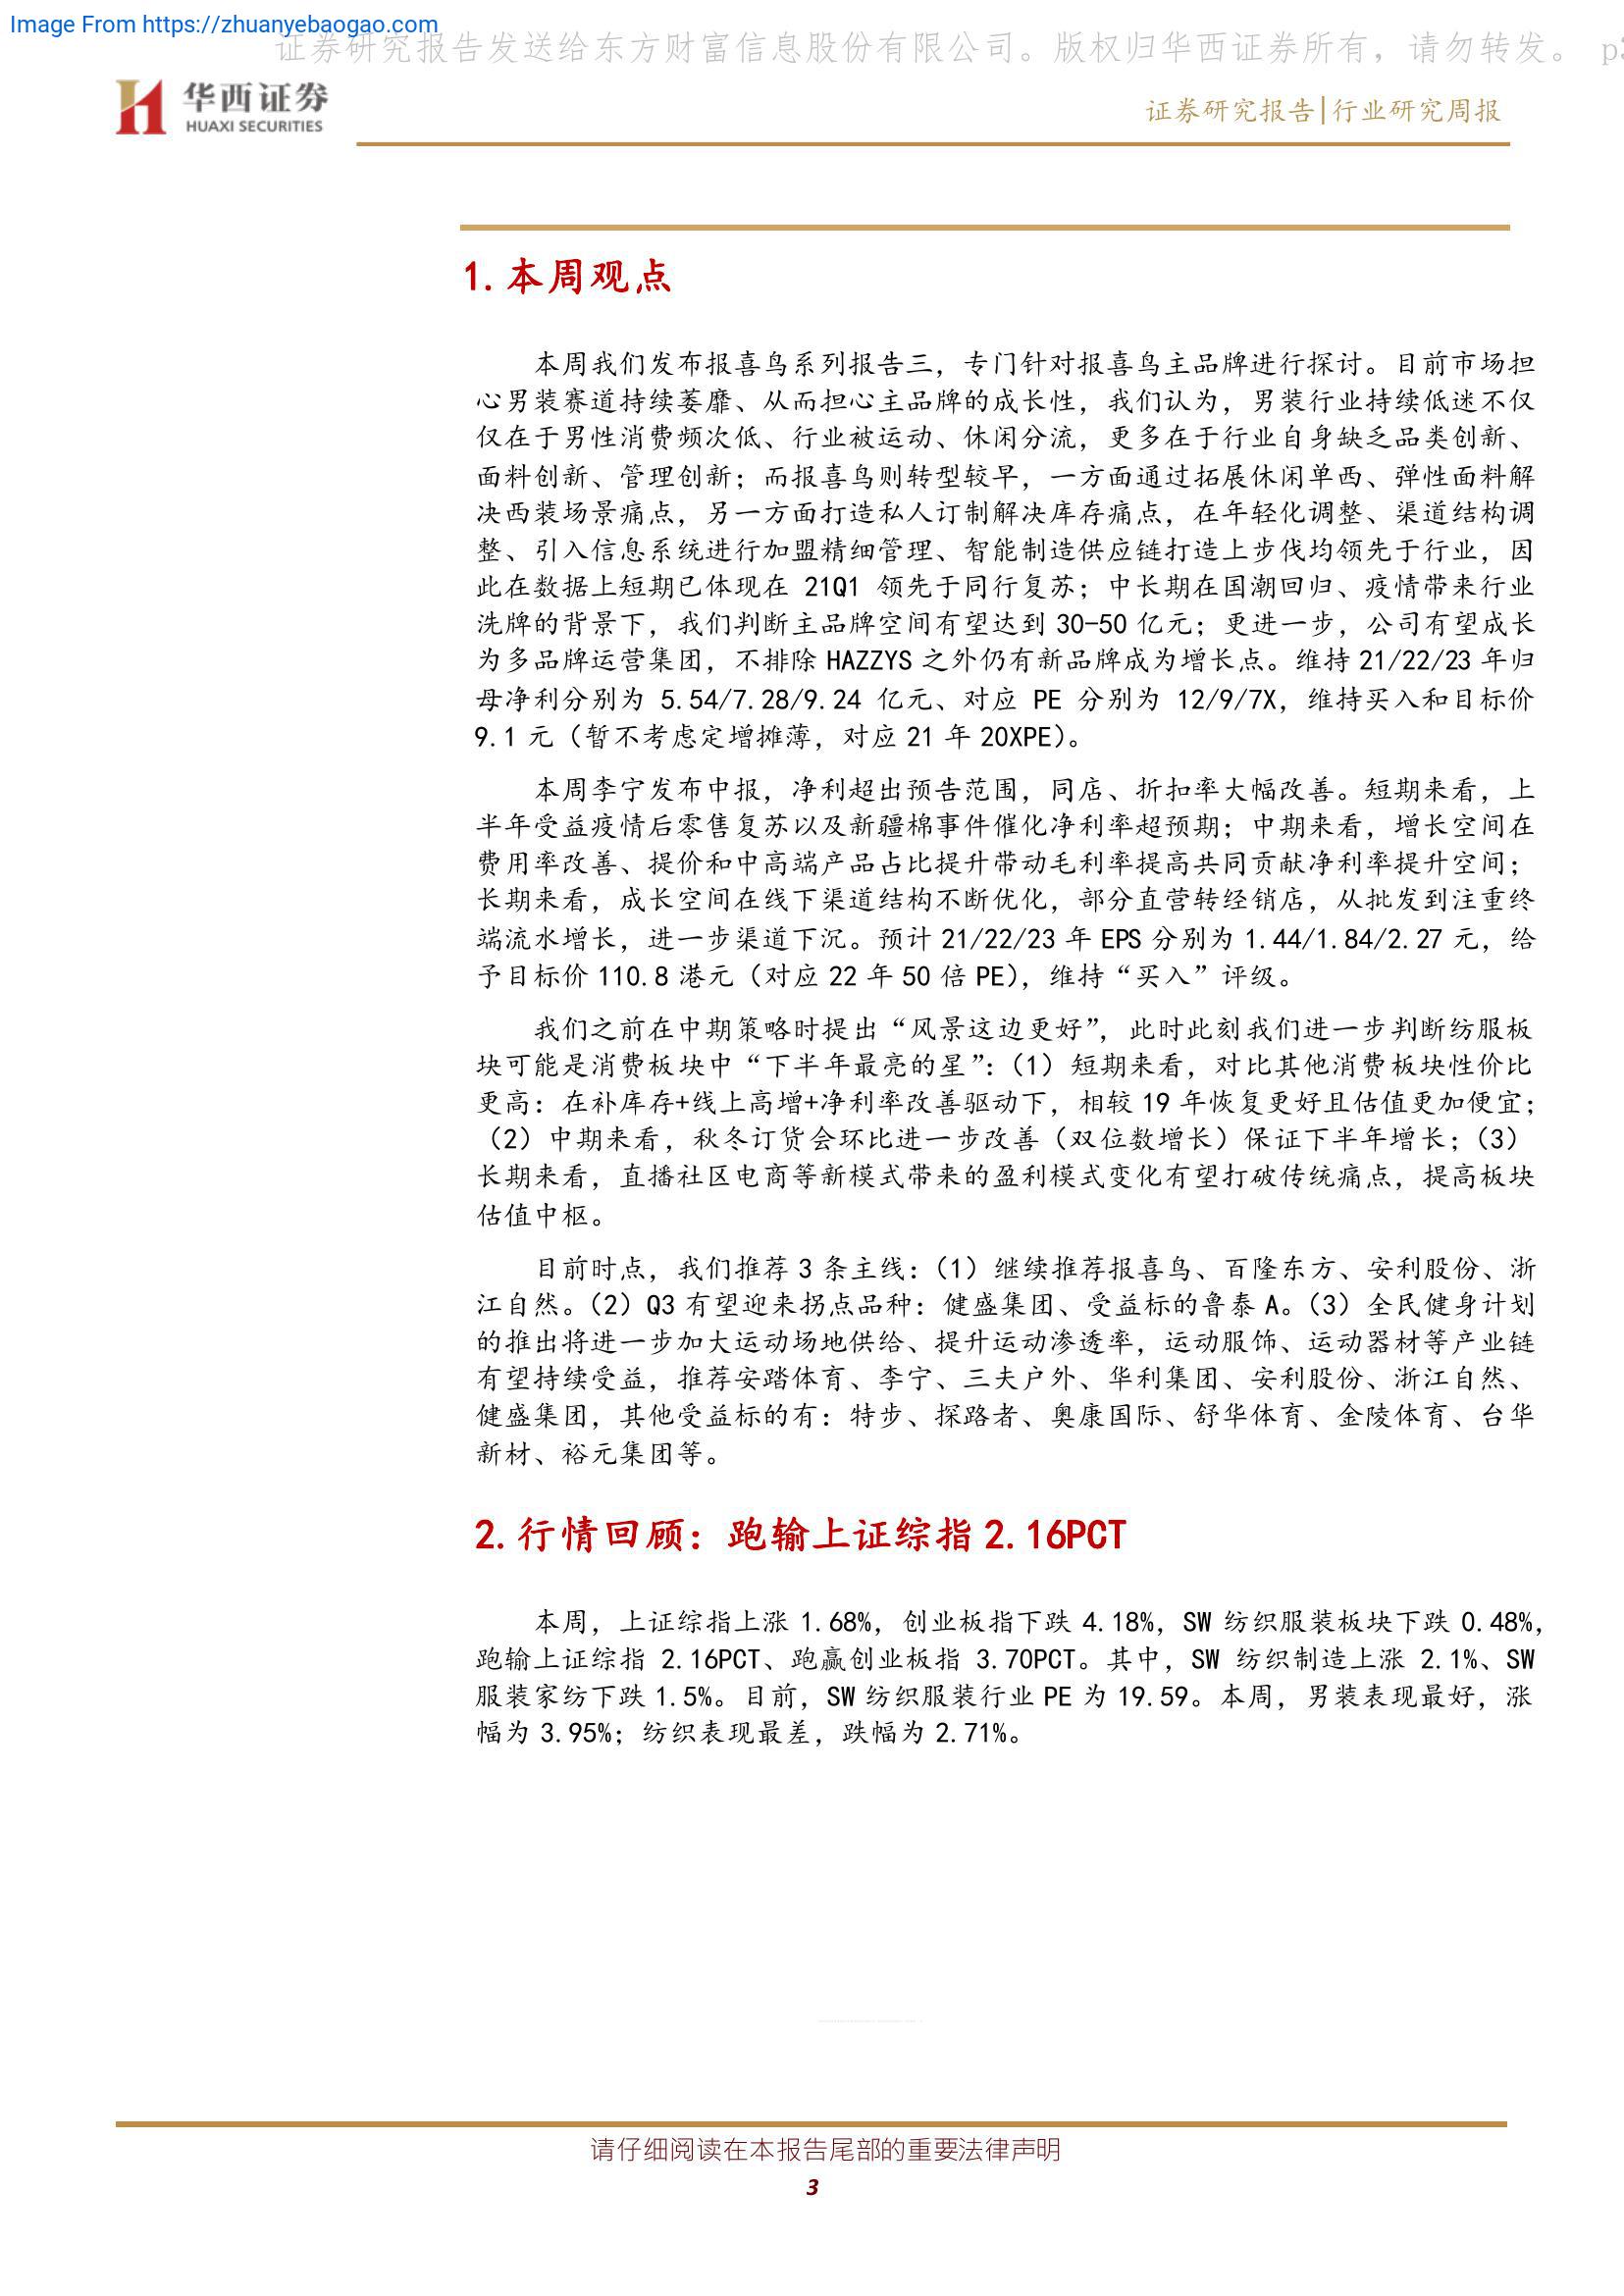 Image From https://zhuanyebaogao.com
证券研究报告发送给东方财富信息股份有限公司。版权归华西证券所有，请勿转发。 p3
华西证券
HUAXI SECURITIES
证券研究报告|行业研究周报
1.本周观点
本周我们发布报喜鸟系列报告三，专门针对报喜鸟主品牌进行探讨。目前市场担
心男装赛道持续萎靡、从而担心主品牌的成长性，我们认为，男装行业持续低迷不仅
仅在于男性消费频次低、行业被运动、休闲分流，更多在于行业自身缺乏品类创新、
面料创新、管理创新；而报喜鸟则转型较早，一方面通过拓展休闲单西、弹性面料解
决西装场景痛点，另一方面打造私人订制解决库存痛点，在年轻化调整、渠道结构调
整、引入信息系统进行加盟精细管理、智能制造供应链打造上步伐均领先于行业，因
此在数据上短期已体现在 21Q1 领先于同行复苏；中长期在国潮回归、疫情带来行业
洗牌的背景下，我们判断主品牌空间有望达到 30-50 亿元；更进一步，公司有望成长
为多品牌运营集团，不排除 HAZZYS 之外仍有新品牌成为增长点。维持 21/22/23 年归
母净利分别为 5.54/7.28/9.24 亿元、对应 PE 分别为 12/9/7X，维持买入和目标价
9.1 元（暂不考虑定增摊薄，对应 21 年 20XPE）。
本周李宁发布中报，净利超出预告范围，同店、折扣率大幅改善。短期来看，上
半年受益疫情后零售复苏以及新疆棉事件催化净利率超预期；中期来看，增长空间在
费用率改善、提价和中高端产品占比提升带动毛利率提高共同贡献净利率提升空间；
长期来看，成长空间在线下渠道结构不断优化，部分直营转经销店，从批发到注重终
端流水增长，进一步渠道下沉。预计 21/22/23 年 EPS 分别为 1.44/1.84/2.27 元，给
予目标价 110.8 港元（对应 22 年 50 倍 PE），维持“买入”评级。
我们之前在中期策略时提出“风景这边更好”，此时此刻我们进一步判断纺服板
块可能是消费板块中“下半年最亮的星”：（1）短期来看，对比其他消费板块性价比
更高：在补库存+线上高增+净利率改善驱动下，相较 19 年恢复更好且估值更加便宜；
（2）中期来看，秋冬订货会环比进一步改善（双位数增长）保证下半年增长；（3）
长期来看，直播社区电商等新模式带来的盈利模式变化有望打破传统痛点，提高板块
估值中枢。
目前时点，我们推荐 3 条主线：（1）继续推荐报喜鸟、百隆东方、安利股份、浙
江自然。（2）Q3 有望迎来拐点品种：健盛集团、受益标的鲁泰 A。（3）全民健身计划
的推出将进一步加大运动场地供给、提升运动渗透率，运动服饰、运动器材等产业链
有望持续受益，推荐安踏体育、李宁、三夫户外、华利集团、安利股份、浙江自然、
健盛集团，其他受益标的有：特步、探路者、奥康国际、舒华体育、金陵体育、台华
新材、裕元集团等。
2.行情回顾：跑输上证综指 2.16PCT
本周，上证综指上涨 1.68%，创业板指下跌 4.18%，SW 纺织服装板块下跌 0.48%，
跑输上证综指 2.16PCT、跑赢创业板指 3.70PCT。其中，SW 纺织制造上涨 2.1%、SW
服装家纺下跌 1.5%。目前，SW 纺织服装行业 PE 为 19.59。本周，男装表现最好，涨
幅为 3.95%；纺织表现最差，跌幅为 2.71%。
请仔细阅读在本报告尾部的重要法律声明
3